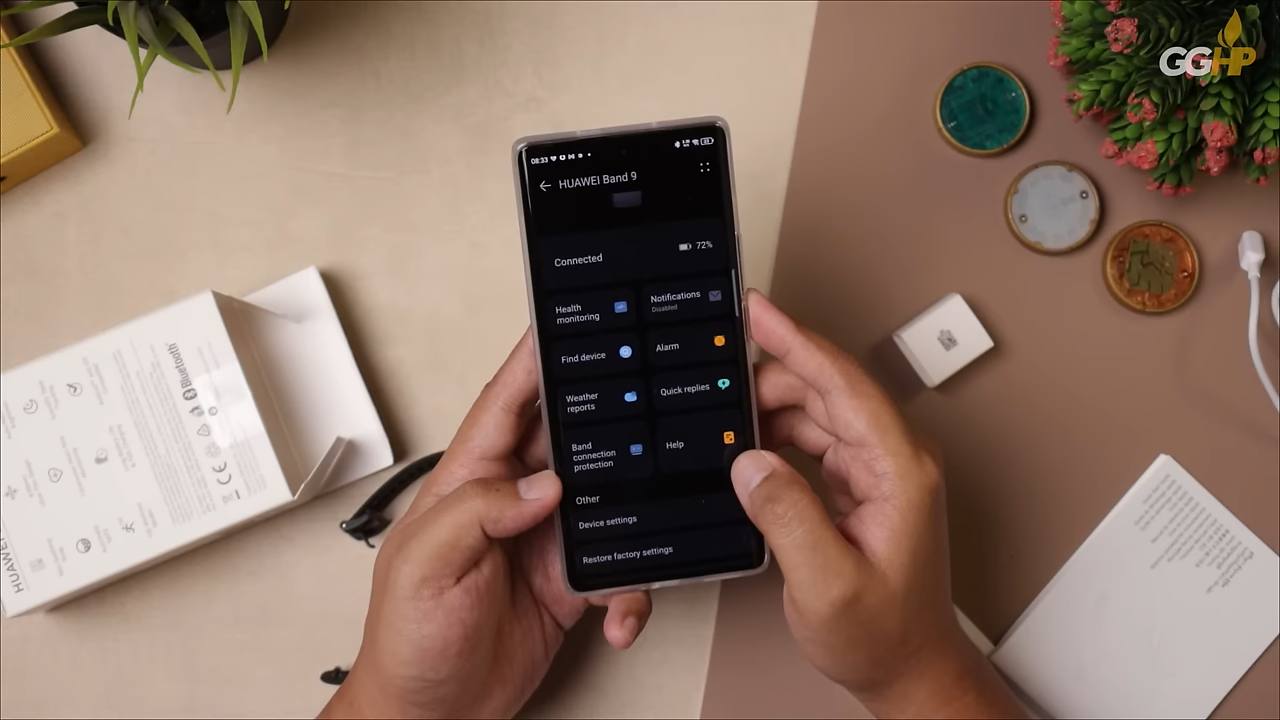 GGHP
08:33
HUAWEI Band 9
72%
Connected
Health
monitoring
Notifications
Disabled
Find device
Alarm
Weather
reports
Quick replies
Band
connection
protection
Help
Other
Device settings
Restore factory settings
Bluetooth
HUAWEI